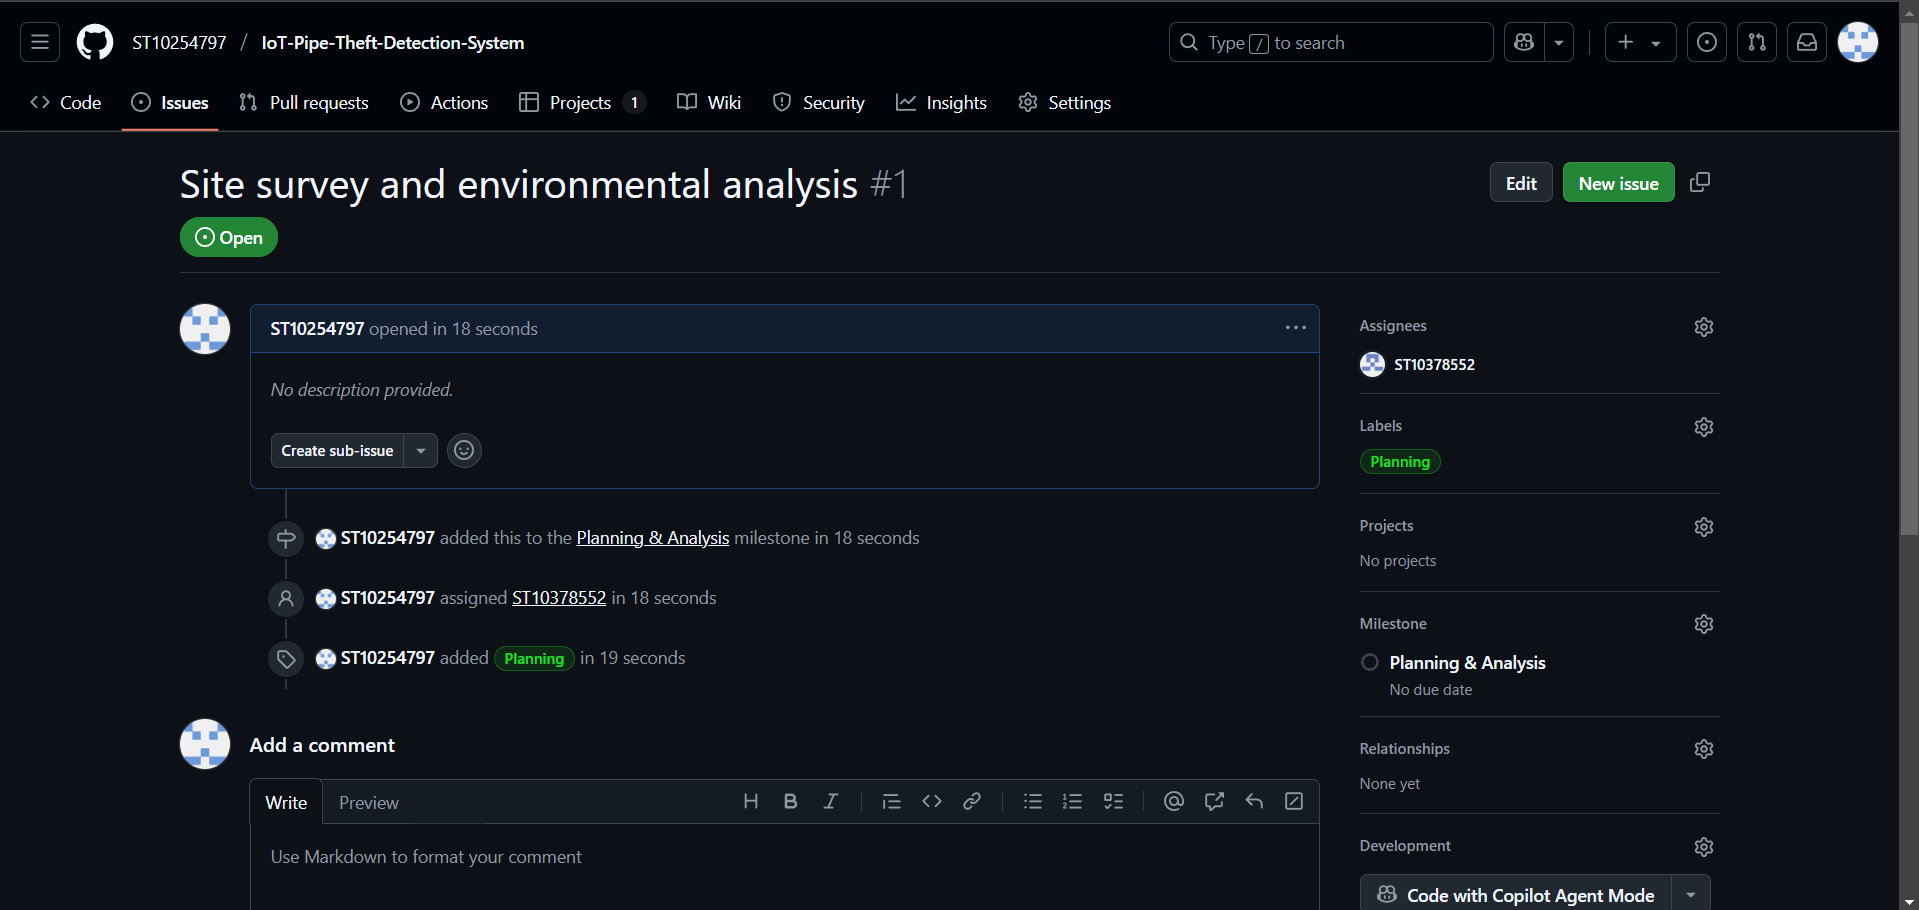 ST10254797 / IoT-Pipe-Theft-Detection-System
Type / to search
Code Issues Pull requests Actions Projects 1 Wiki Security Insights Settings
Site survey and environmental analysis #1
Edit New issue
Open
ST10254797 opened in 18 seconds
No description provided.
Create sub-issue
ST10254797 added this to the Planning & Analysis milestone in 18 seconds
ST10254797 assigned ST10378552 in 18 seconds
ST10254797 added Planning in 19 seconds
Add a comment
Write Preview
Use Markdown to format your comment
Assignees
ST10378552
Labels
Planning
Projects
No projects
Milestone
Planning & Analysis
No due date
Relationships
None yet
Development
Code with Copilot Agent Mode